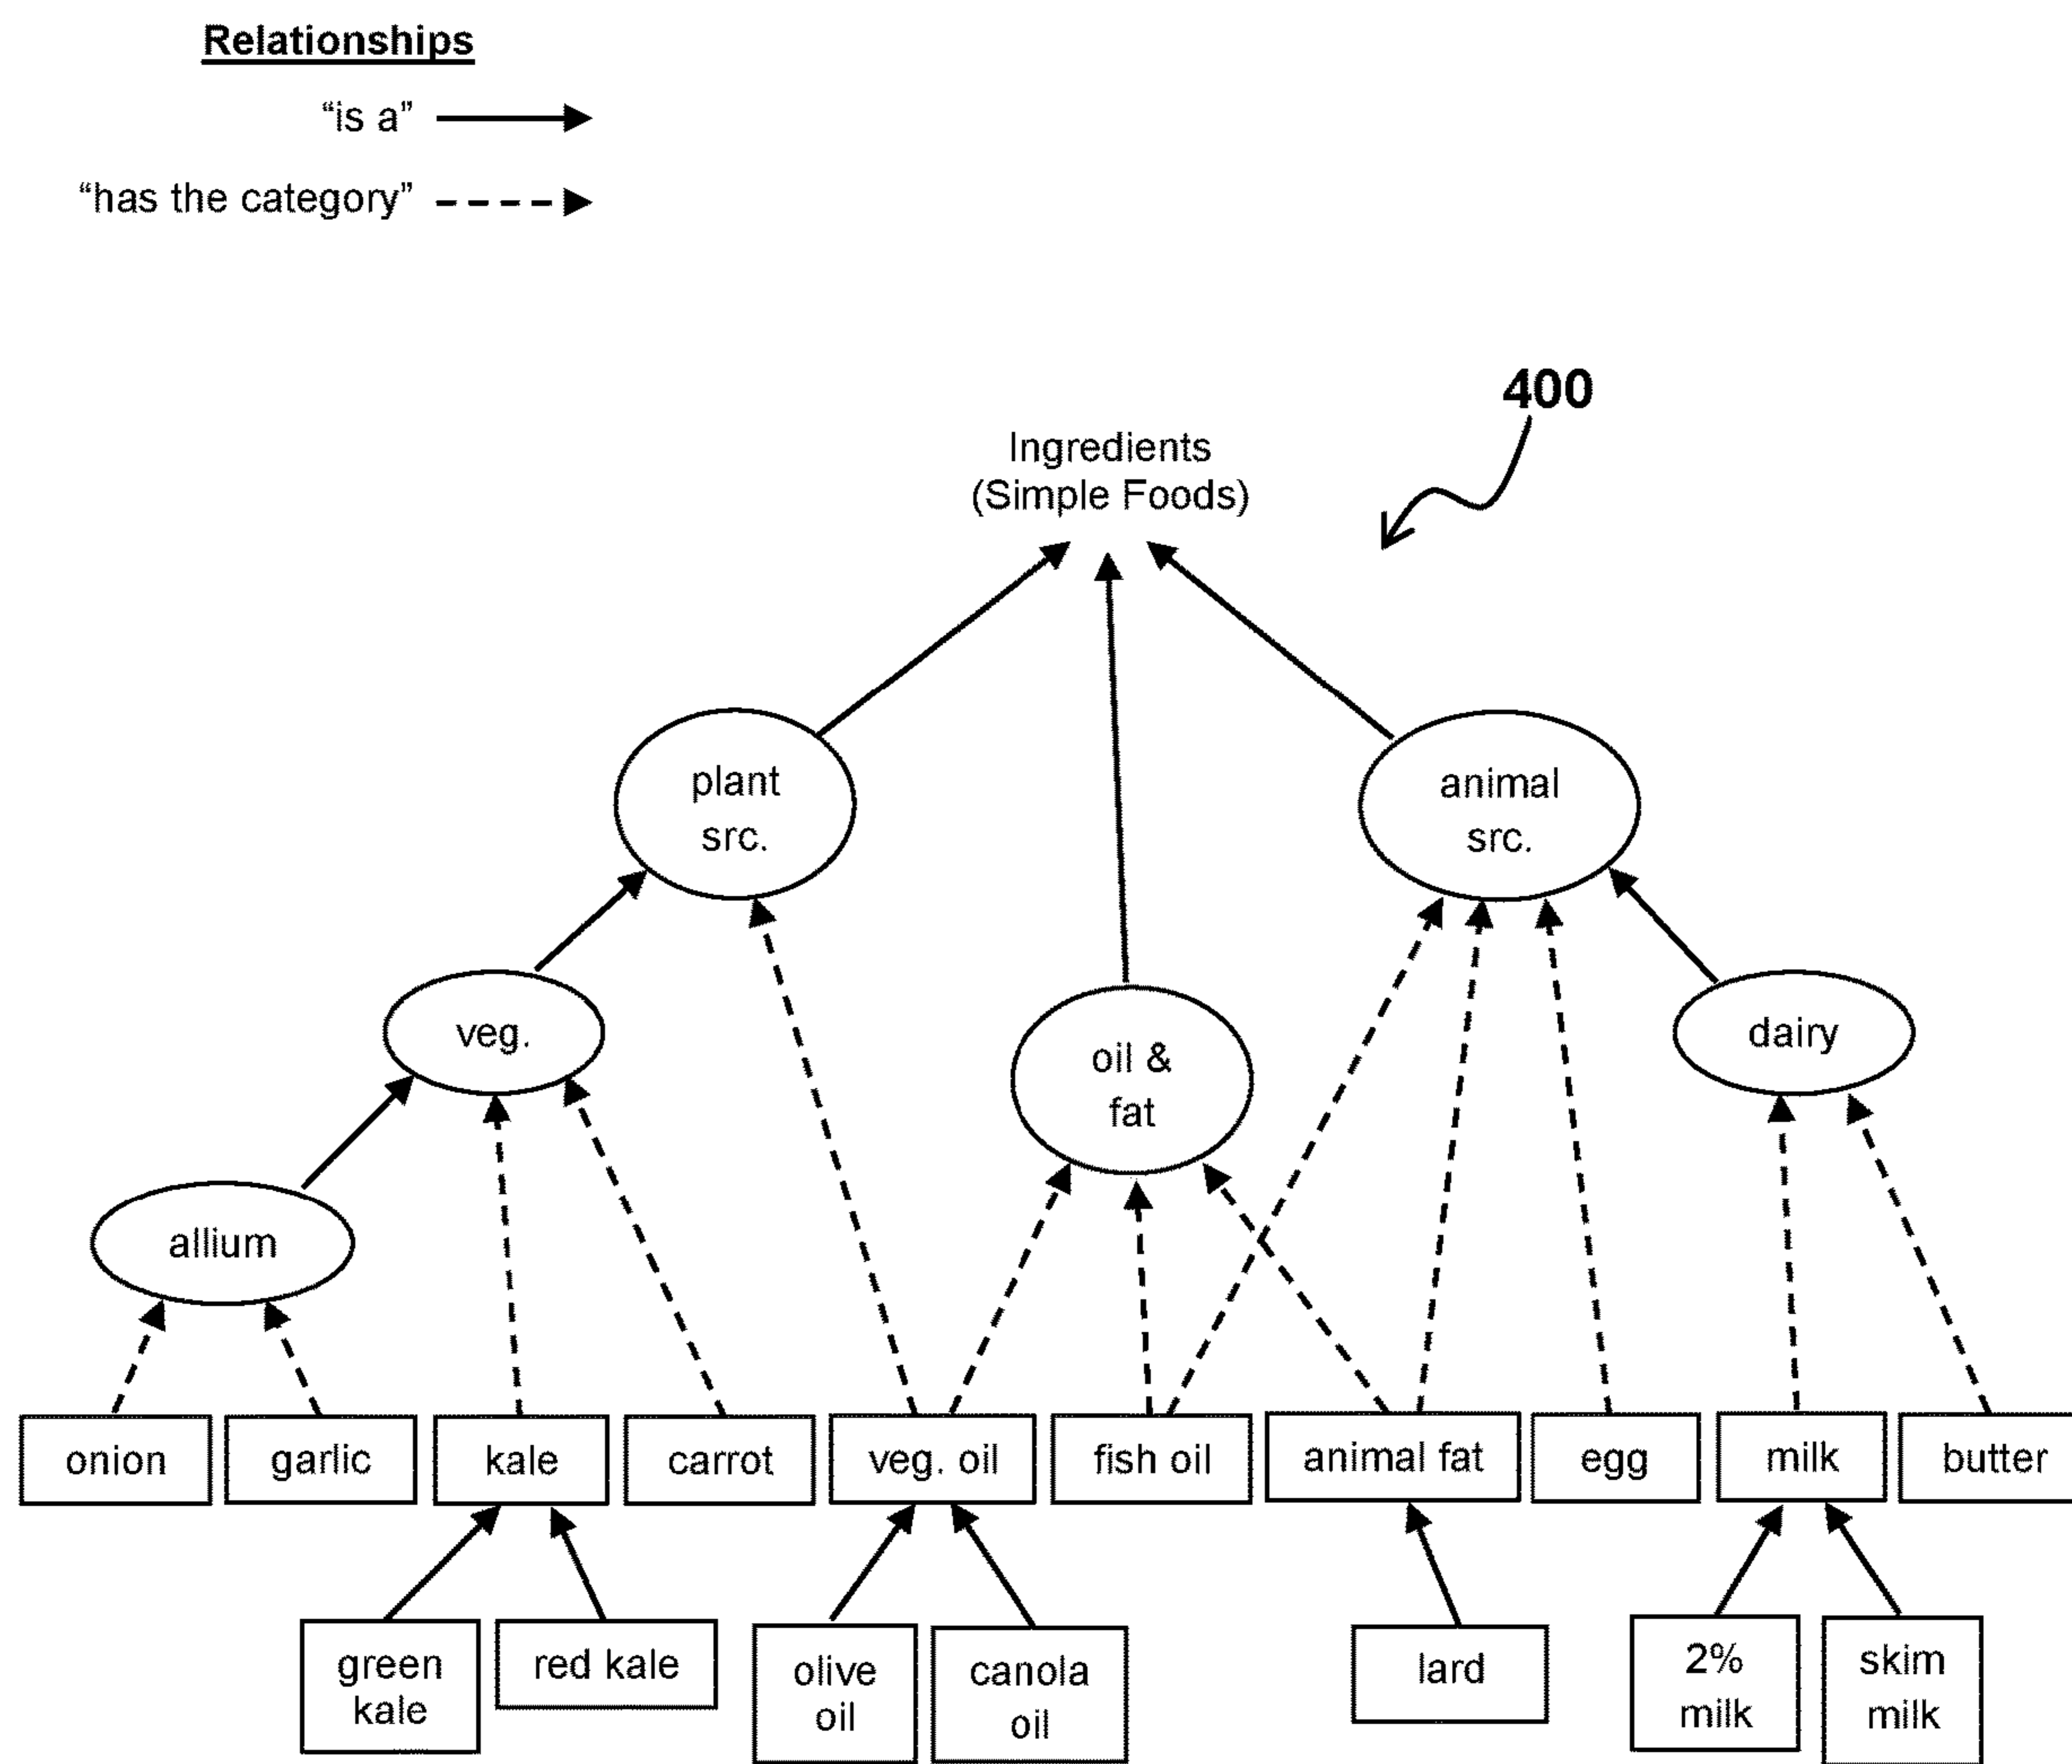 Relationships
“is a”
“has the category”
400
Ingredients
(Simple Foods)
plant
src.
animal
src.
veg.
oil &
fat
dairy
allium
onion
garlic
kale
carrot
veg. oil
fish oil
animal fat
egg
milk
butter
green
kale
red kale
olive
oil
canola
oil
lard
2%
milk
skim
milk